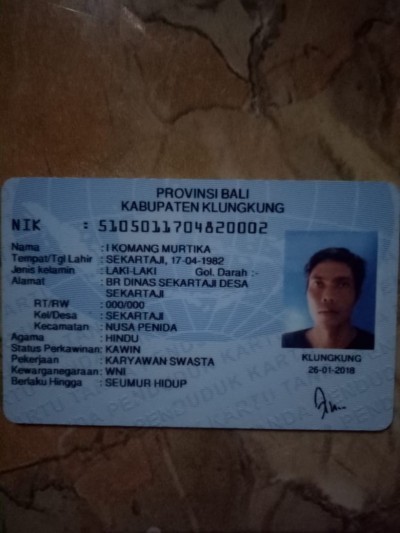 PROVINSI BALI
KABUPATEN KLUNGKUNG
NIK : 5105011704820002
Nama : I KOMANG MURTIKA
Tempat/Tgl Lahir : SEKARTAJI, 17-04-1982
Jenis kelamin : LAKI-LAKI Gol. Darah :-
Alamat : BR DINAS SEKARTAJI DESA
SEKARTAJI
RT/RW : 000/000
Kel/Desa : SEKARTAJI
Kecamatan : NUSA PENIDA
Agama : HINDU
Status Perkawinan: KAWIN
Pekerjaan : KARYAWAN SWASTA
Kewarganegaraan: WNI
Berlaku Hingga : SEUMUR HIDUP
KLUNGKUNG
26-01-2018